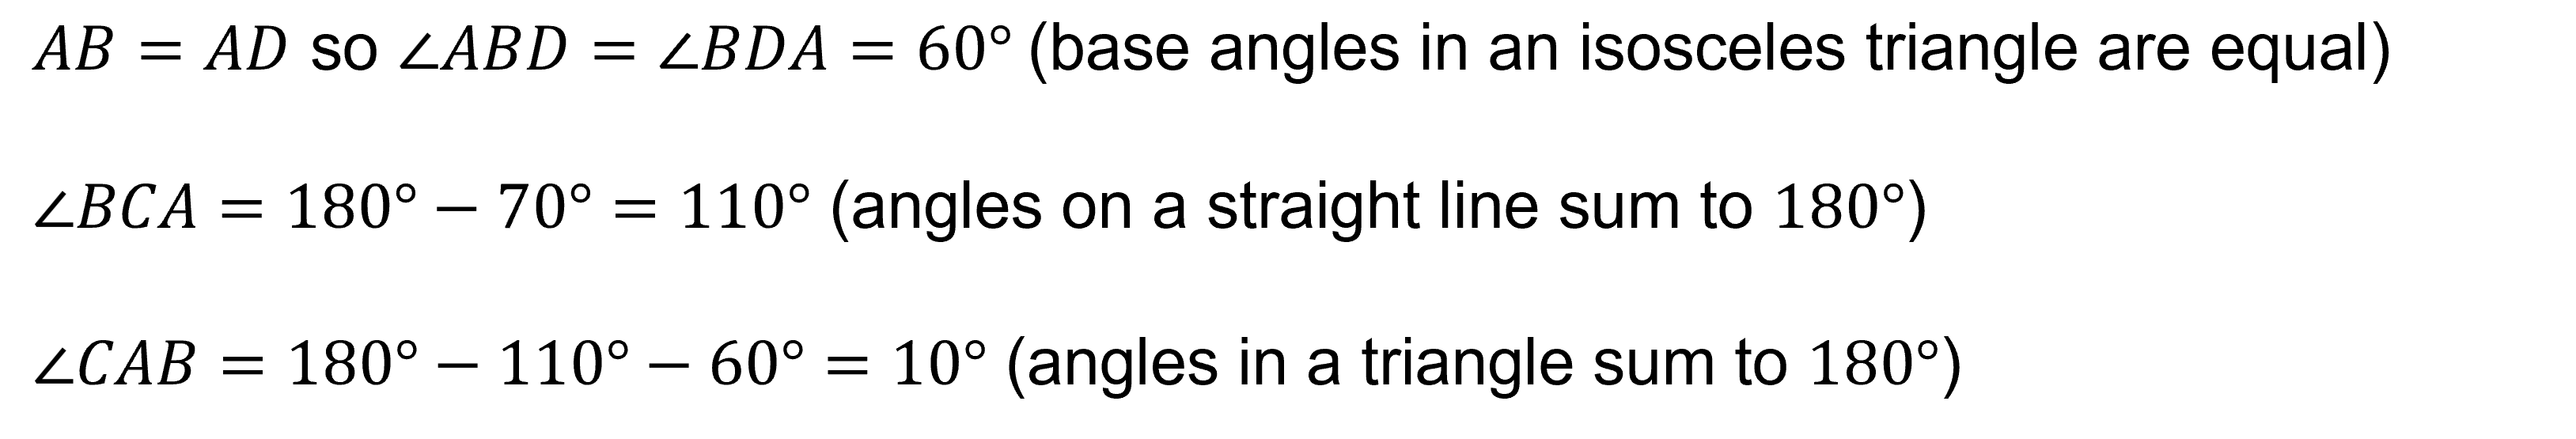 AB = AD so ∠ABD = ∠BDA = 60° (base angles in an isosceles triangle are equal)
∠BCA = 180° − 70° = 110° (angles on a straight line sum to 180°)
∠CAB = 180° − 110° − 60° = 10° (angles in a triangle sum to 180°)